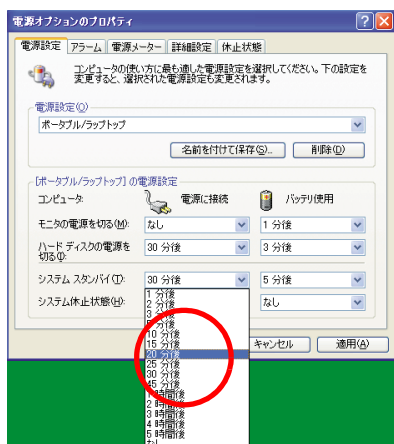 電源オプションのプロパティ
電源設定 アラーム 電源メーター 詳細設定 休止状態
コンピュータの使い方に最も適した電源設定を選択してください。下の設定を
変更すると、選択された電源設定も変更されます。
電源設定(O)
ポータブル/ラップトップ
名前を付けて保存(S)... 削除(D)
[ポータブル/ラップトップ] の電源設定
コンピュータ: 電源に接続 バッテリ使用
モニタの電源を切る(M): なし 1 分後
ハード ディスクの電源を
切る(I): 30 分後 3 分後
システム スタンバイ(T): 30 分後 5 分後
システム休止状態(H): なし
1 分後
2 分後
3 分後
5 分後
10 分後
15 分後
20 分後
25 分後
30 分後
45 分後
1 時間後
2 時間後
3 時間後
4 時間後
5 時間後
なし
キャンセル 適用(A)